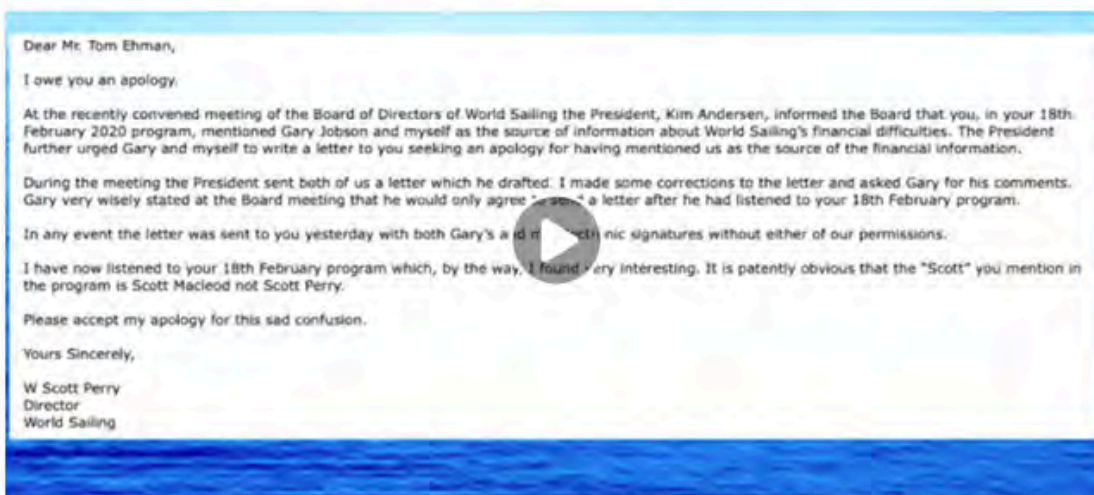 Dear Mr. Tom Ehman,
I owe you an apology.
At the recently convened meeting of the Board of Directors of World Sailing the President, Kim Andersen, informed the Board that you, in your 18th
February 2020 program, mentioned Gary Jobson and myself as the source of information about World Sailing's financial difficulties. The President
further urged Gary and myself to write a letter to you seeking an apology for having mentioned us as the source of the financial information.
During the meeting the President sent both of us a letter which he drafted. I made some corrections to the letter and asked Gary for his comments.
Gary very wisely stated at the Board meeting that he would only agree a letter after he had listened to your 18th February program.
In any event the letter was sent to you yesterday with both Gary's signatures without either of our permissions.
I have now listened to your 18th February program which, by the way, I found very interesting. It is patently obvious that the "Scott" you mention in
the program is Scott Macleod not Scott Perry.
Please accept my apology for this sad confusion.
Yours Sincerely,
W Scott Perry
Director
World Sailing